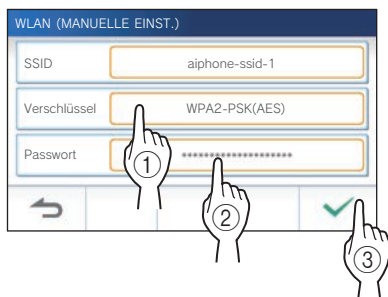 WLAN (MANUELLE EINST.)
SSID aiphone-ssid-1
Verschlüssel WPA2-PSK(AES)
Passwort ********************
1
2
3